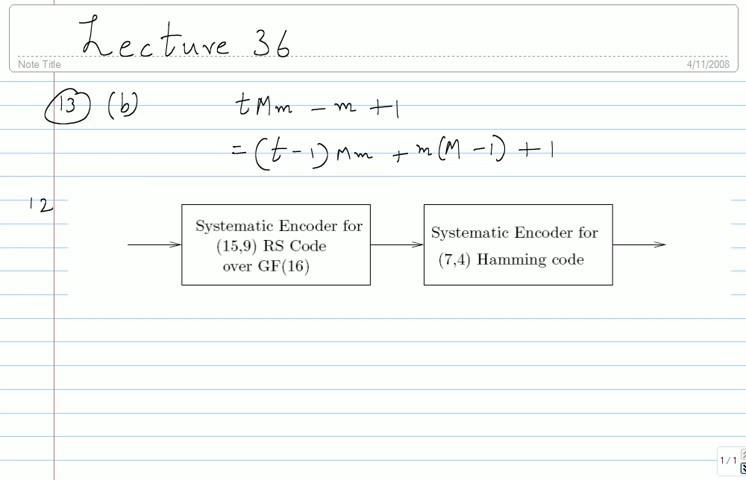 Lecture 36
Note Title
4/11/2008
13 (b) tMm - m + 1
= (t-1)Mm + m(M-1) + 1
12
Systematic Encoder for
(15,9) RS Code
over GF(16)
Systematic Encoder for
(7,4) Hamming code
1/1